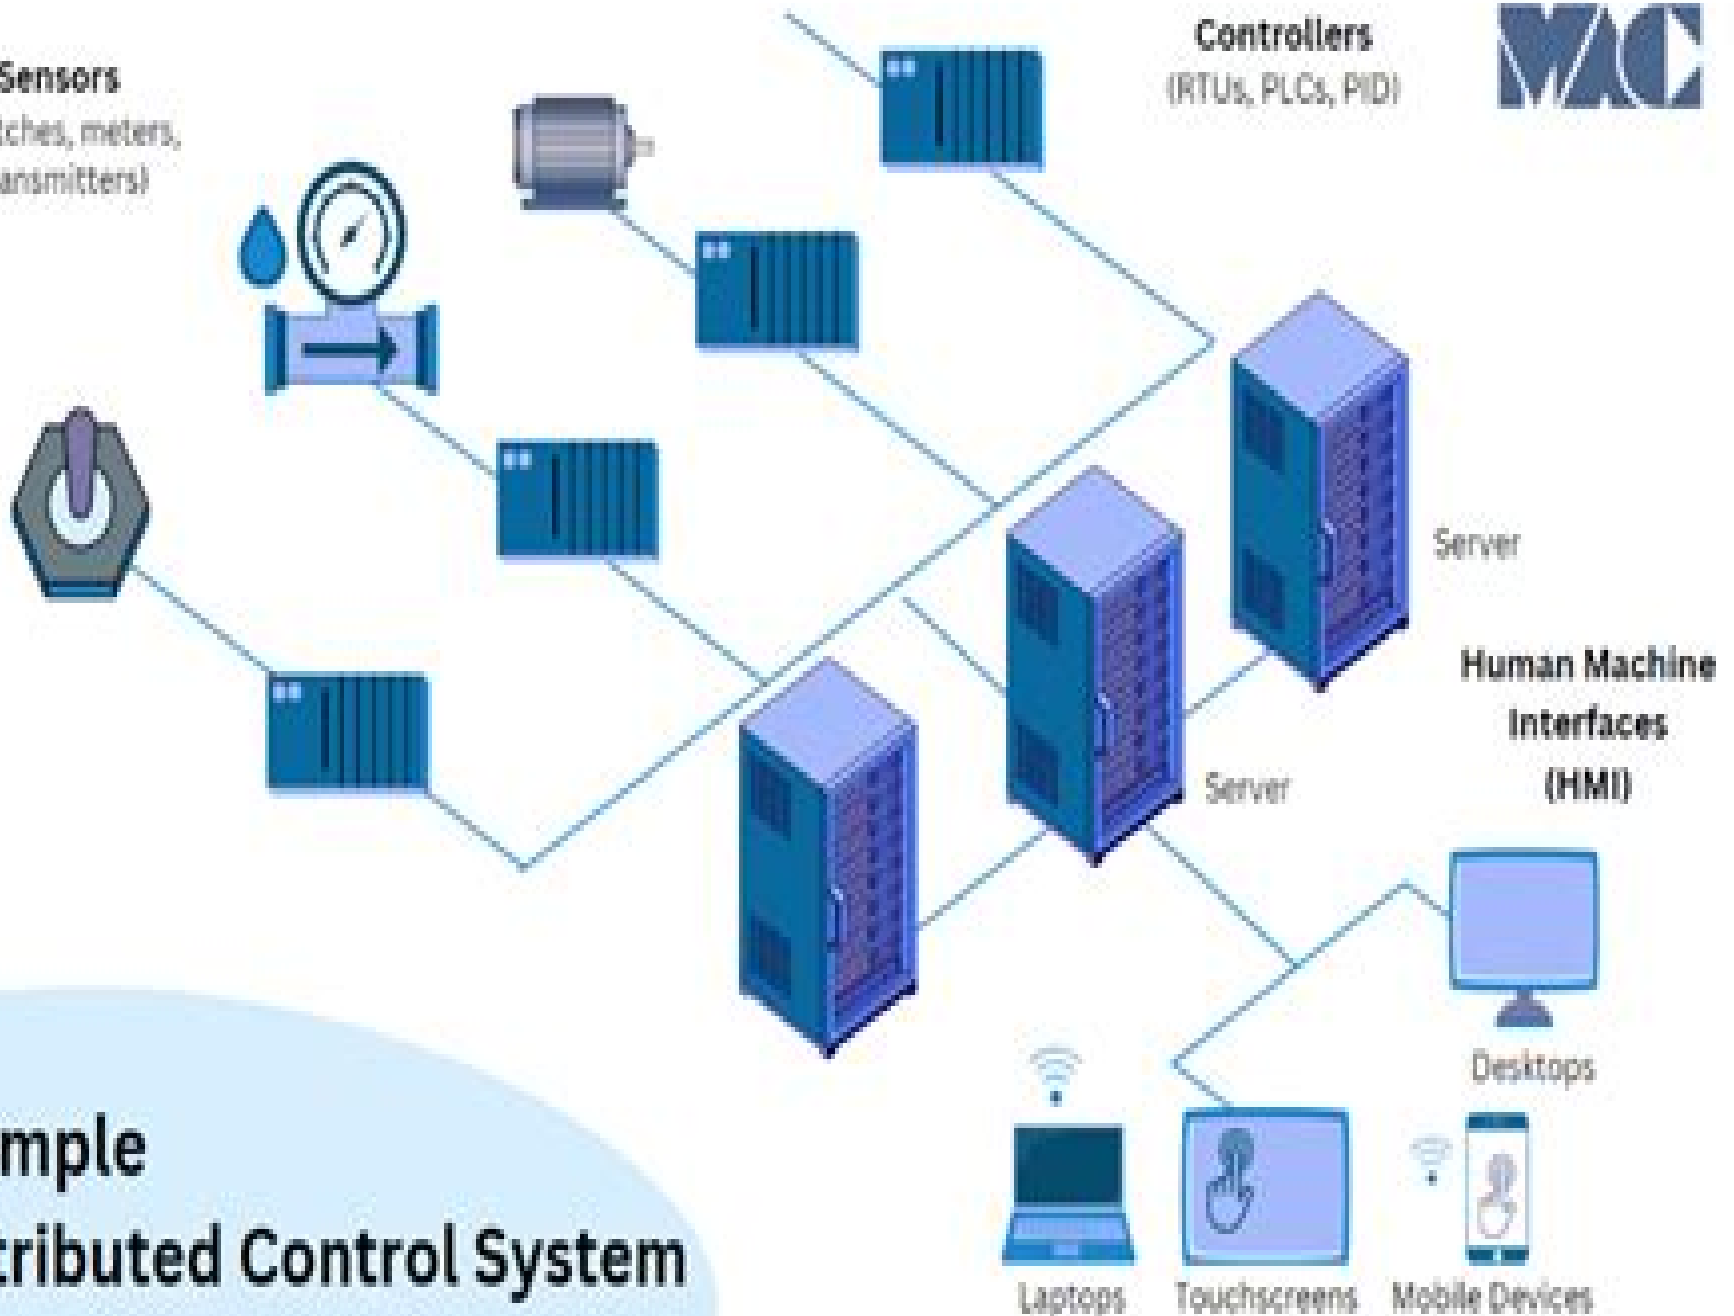 Sensors
tches, meters,
ansmitters)
Controllers
(RTUs, PLCs, PID)
MAC
Server
Human Machine
Interfaces
(HMI)
Server
Desktops
Laptops
Touchscreens
Mobile Devices
mple
tributed Control System